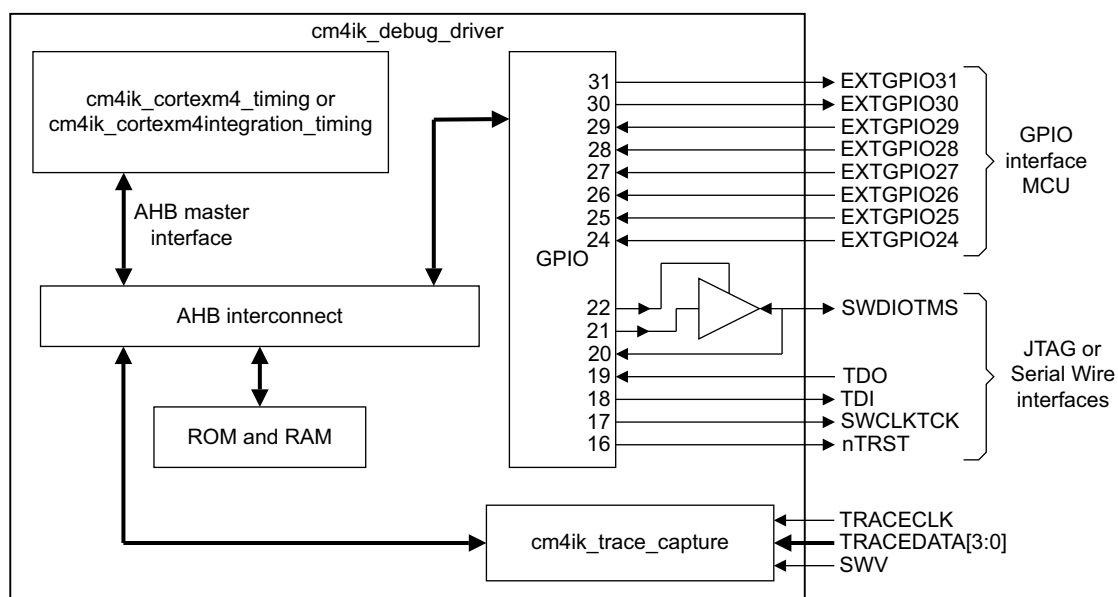 cm4ik_debug_driver
cm4ik_cortexm4_timing or
cm4ik_cortexm4integration_timing
AHB master
interface
AHB interconnect
ROM and RAM
GPIO
31
30
29
28
27
26
25
24
22
21
20
19
18
17
16
EXTGPIO31
EXTGPIO30
EXTGPIO29
EXTGPIO28
EXTGPIO27
EXTGPIO26
EXTGPIO25
EXTGPIO24
GPIO
interface
MCU
SWDIOTMS
TDO
TDI
SWCLKTCK
nTRST
JTAG or
Serial Wire
interfaces
cm4ik_trace_capture
TRACECLK
TRACEDATA[3:0]
SWV